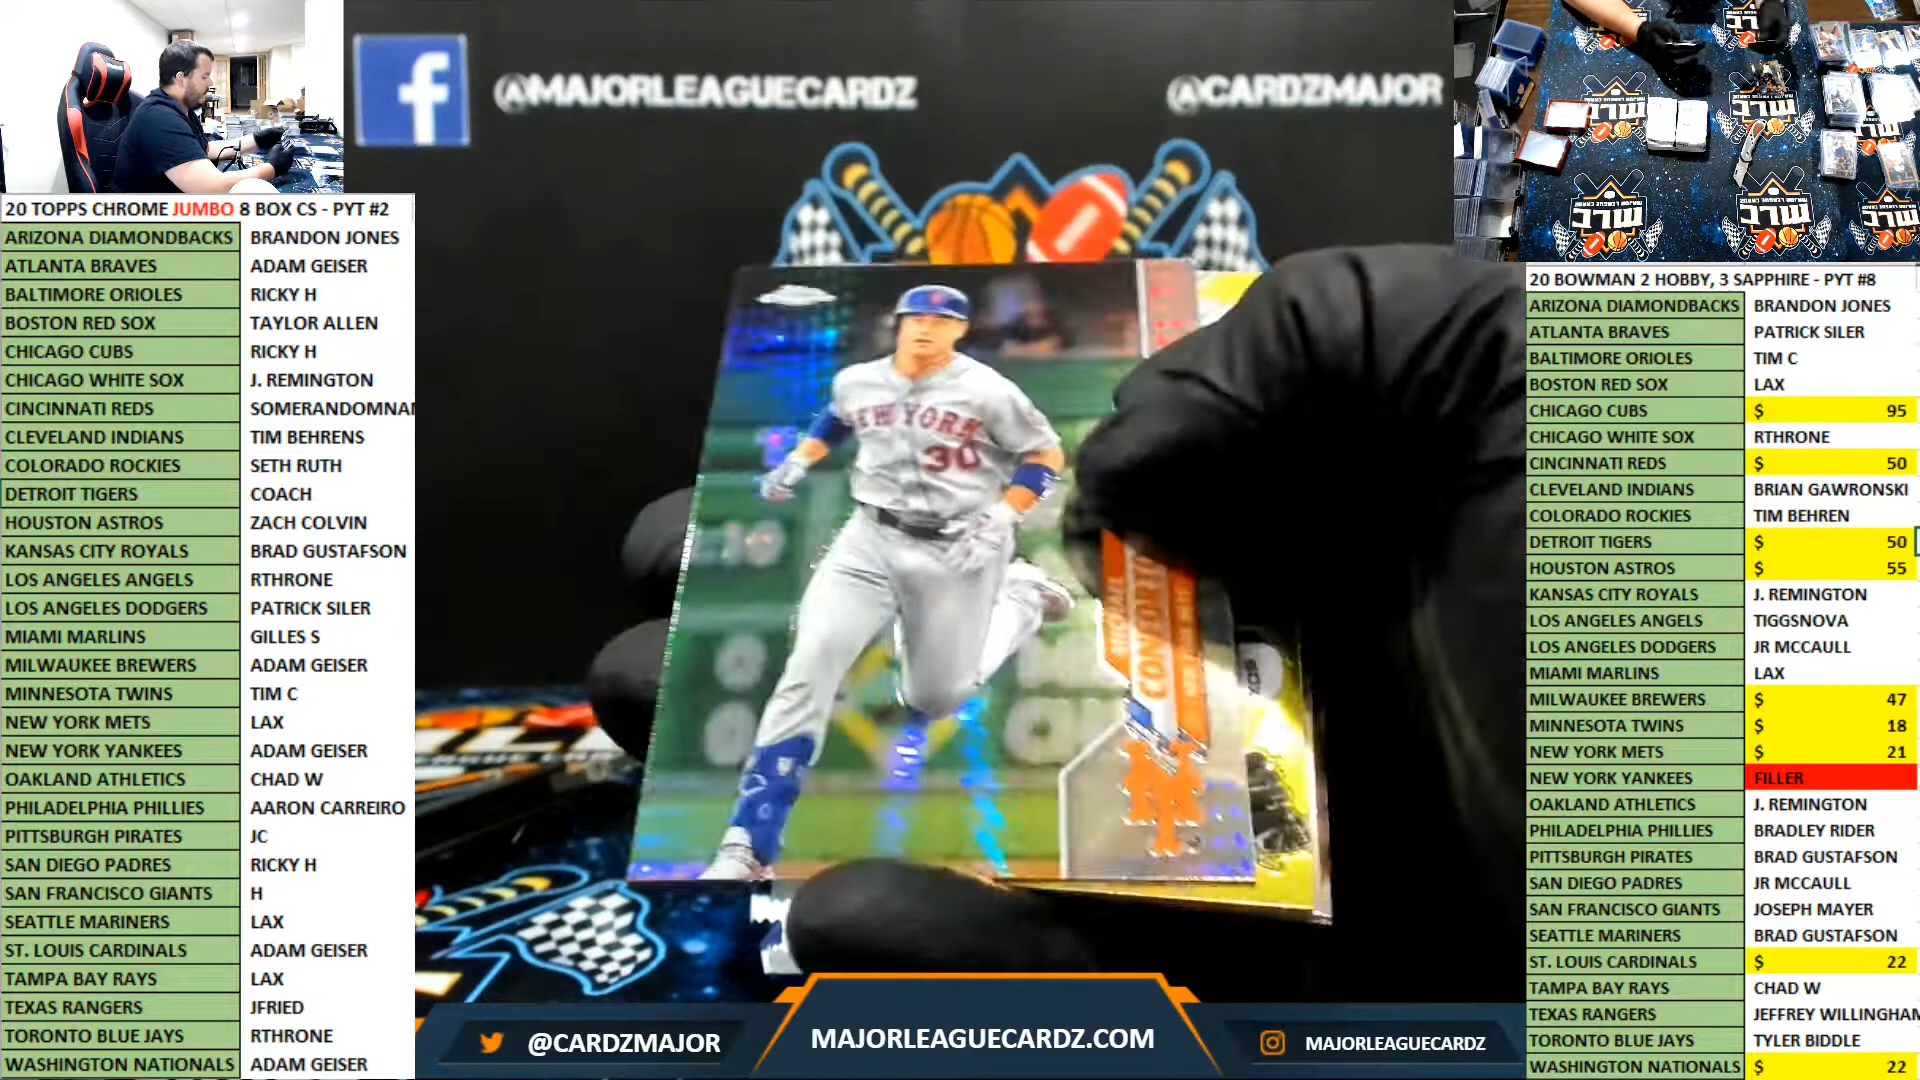 @MAJORLEAGUECARDZ
@CARDZMAJOR
20 TOPPS CHROME JUMBO 8 BOX CS - PYT #2
ARIZONA DIAMONDBACKS BRANDON JONES
ATLANTA BRAVES ADAM GEISER
BALTIMORE ORIOLES RICKY H
BOSTON RED SOX TAYLOR ALLEN
CHICAGO CUBS RICKY H
CHICAGO WHITE SOX J. REMINGTON
CINCINNATI REDS SOMERANDOMNA
CLEVELAND INDIANS TIM BEHRENS
COLORADO ROCKIES SETH RUTH
DETROIT TIGERS COACH
HOUSTON ASTROS ZACH COLVIN
KANSAS CITY ROYALS BRAD GUSTAFSON
LOS ANGELES ANGELS RTHRONE
LOS ANGELES DODGERS PATRICK SILER
MIAMI MARLINS GILLES S
MILWAUKEE BREWERS ADAM GEISER
MINNESOTA TWINS TIM C
NEW YORK METS LAX
NEW YORK YANKEES ADAM GEISER
OAKLAND ATHLETICS CHAD W
PHILADELPHIA PHILLIES AARON CARREIRO
PITTSBURGH PIRATES JC
SAN DIEGO PADRES RICKY H
SAN FRANCISCO GIANTS H
SEATTLE MARINERS LAX
ST. LOUIS CARDINALS ADAM GEISER
TAMPA BAY RAYS LAX
TEXAS RANGERS JFRIED
TORONTO BLUE JAYS RTHRONE
WASHINGTON NATIONALS ADAM GEISER
NEW YORK
30
CONFORTO
@CARDZMAJOR
MAJORLEAGUECARDZ.COM
MAJORLEAGUECARDZ
20 BOWMAN 2 HOBBY, 3 SAPPHIRE - PYT #8
ARIZONA DIAMONDBACKS BRANDON JONES
ATLANTA BRAVES PATRICK SILER
BALTIMORE ORIOLES TIM C
BOSTON RED SOX LAX
CHICAGO CUBS $ 95
CHICAGO WHITE SOX RTHRONE
CINCINNATI REDS $ 50
CLEVELAND INDIANS BRIAN GAWRONSKI
COLORADO ROCKIES TIM BEHREN
DETROIT TIGERS $ 50
HOUSTON ASTROS $ 55
KANSAS CITY ROYALS J. REMINGTON
LOS ANGELES ANGELS TIGGSNOVA
LOS ANGELES DODGERS JR MCCAULL
MIAMI MARLINS LAX
MILWAUKEE BREWERS $ 47
MINNESOTA TWINS $ 18
NEW YORK METS $ 21
NEW YORK YANKEES FILLER
OAKLAND ATHLETICS J. REMINGTON
PHILADELPHIA PHILLIES BRADLEY RIDER
PITTSBURGH PIRATES BRAD GUSTAFSON
SAN DIEGO PADRES JR MCCAULL
SAN FRANCISCO GIANTS JOSEPH MAYER
SEATTLE MARINERS BRAD GUSTAFSON
ST. LOUIS CARDINALS $ 22
TAMPA BAY RAYS CHAD W
TEXAS RANGERS JEFFREY WILLINGHAM
TORONTO BLUE JAYS TYLER BIDDLE
WASHINGTON NATIONALS $ 22